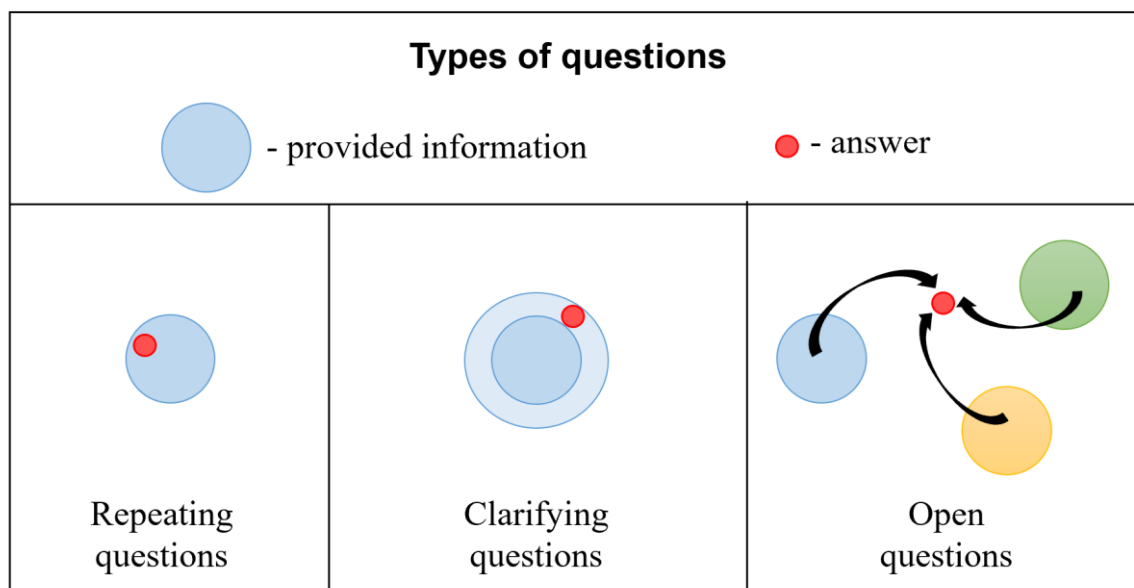 Types of questions
- provided information
- answer
Repeating
questions
Clarifying
questions
Open
questions